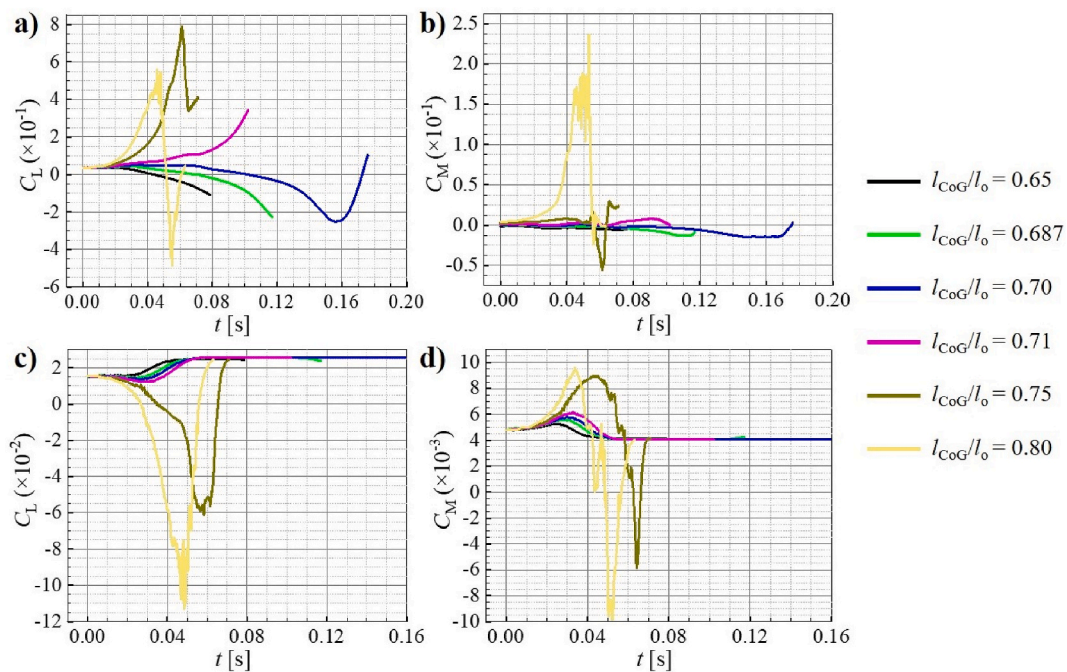 a)
8
6
4
2
0
-2
-4
-6
C_L (×10⁻¹)
0.00 0.04 0.08 0.12 0.16 0.20
t [s]
b)
2.5
2.0
1.5
1.0
0.5
0.0
-0.5
C_M (×10⁻¹)
0.00 0.04 0.08 0.12 0.16 0.20
t [s]
c)
2
0
-2
-4
-6
-8
-10
-12
C_L (×10⁻²)
0.00 0.04 0.08 0.12 0.16
t [s]
d)
10
8
6
4
2
0
-2
-4
-6
-8
-10
C_M (×10⁻³)
0.00 0.04 0.08 0.12 0.16
t [s]
l_CoG/l_o = 0.65
l_CoG/l_o = 0.687
l_CoG/l_o = 0.70
l_CoG/l_o = 0.71
l_CoG/l_o = 0.75
l_CoG/l_o = 0.80